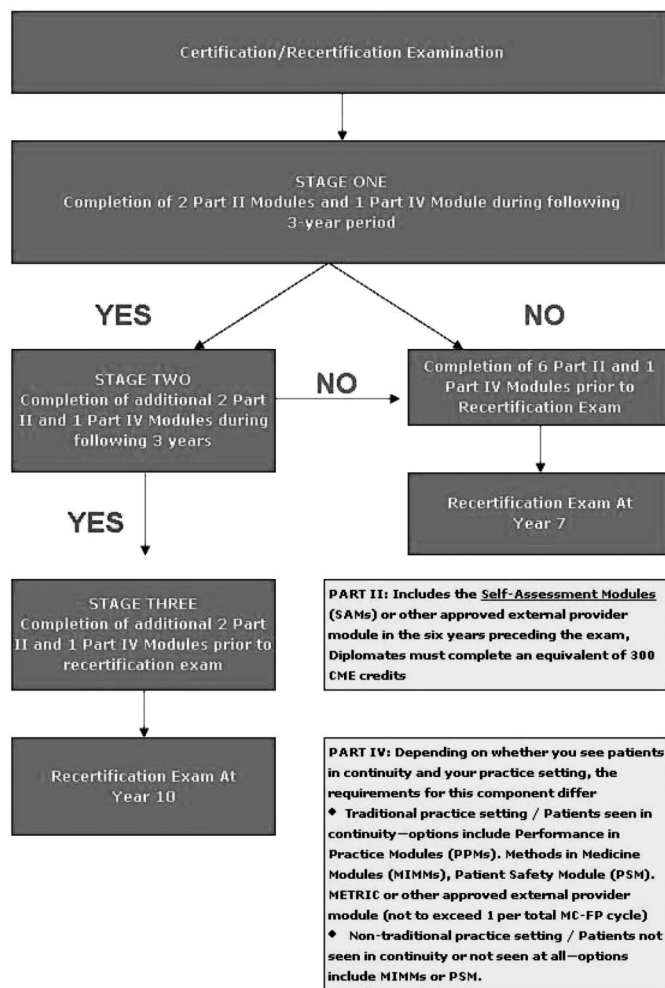 Certification/Recertification Examination
STAGE ONE
Completion of 2 Part II Modules and 1 Part IV Module during following
3-year period
YES
NO
STAGE TWO
Completion of additional 2 Part
II and 1 Part IV Modules during
following 3 years
NO
Completion of 6 Part II and 1
Part IV Modules prior to
Recertification Exam
YES
Recertification Exam At
Year 7
STAGE THREE
Completion of additional 2 Part
II and 1 Part IV Modules prior to
recertification exam
PART II: Includes the Self-Assessment Modules
(SAMs) or other approved external provider
module in the six years preceding the exam,
Diplomates must complete an equivalent of 300
CME credits
Recertification Exam At
Year 10
PART IV: Depending on whether you see patients
in continuity and your practice setting, the
requirements for this component differ
♦ Traditional practice setting / Patients seen in
continuity—options include Performance in
Practice Modules (PPMs). Methods in Medicine
Modules (MIMMs), Patient Safety Module (PSM).
METRIC or other approved external provider
module (not to exceed 1 per total MC-FP cycle)
♦ Non-traditional practice setting / Patients not
seen in continuity or not seen at all—options
include MIMMs or PSM.